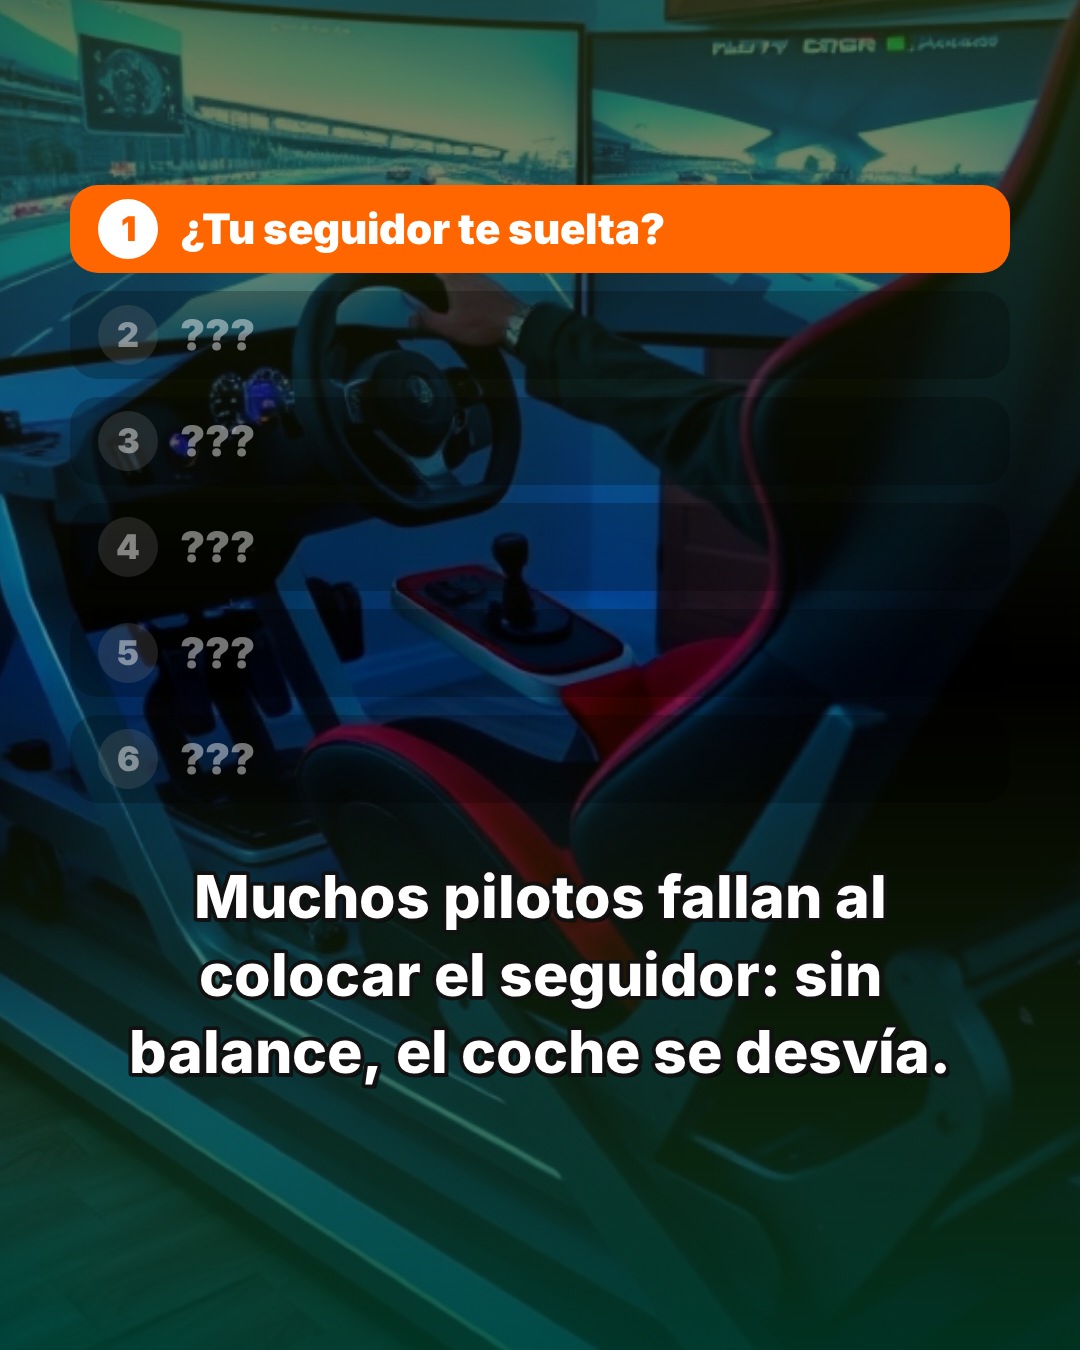 1 ¿Tu seguidor te suelta?
2 ???
3 ???
4 ???
5 ???
6 ???
Muchos pilotos fallan al
colocar el seguidor: sin
balance, el coche se desvía.